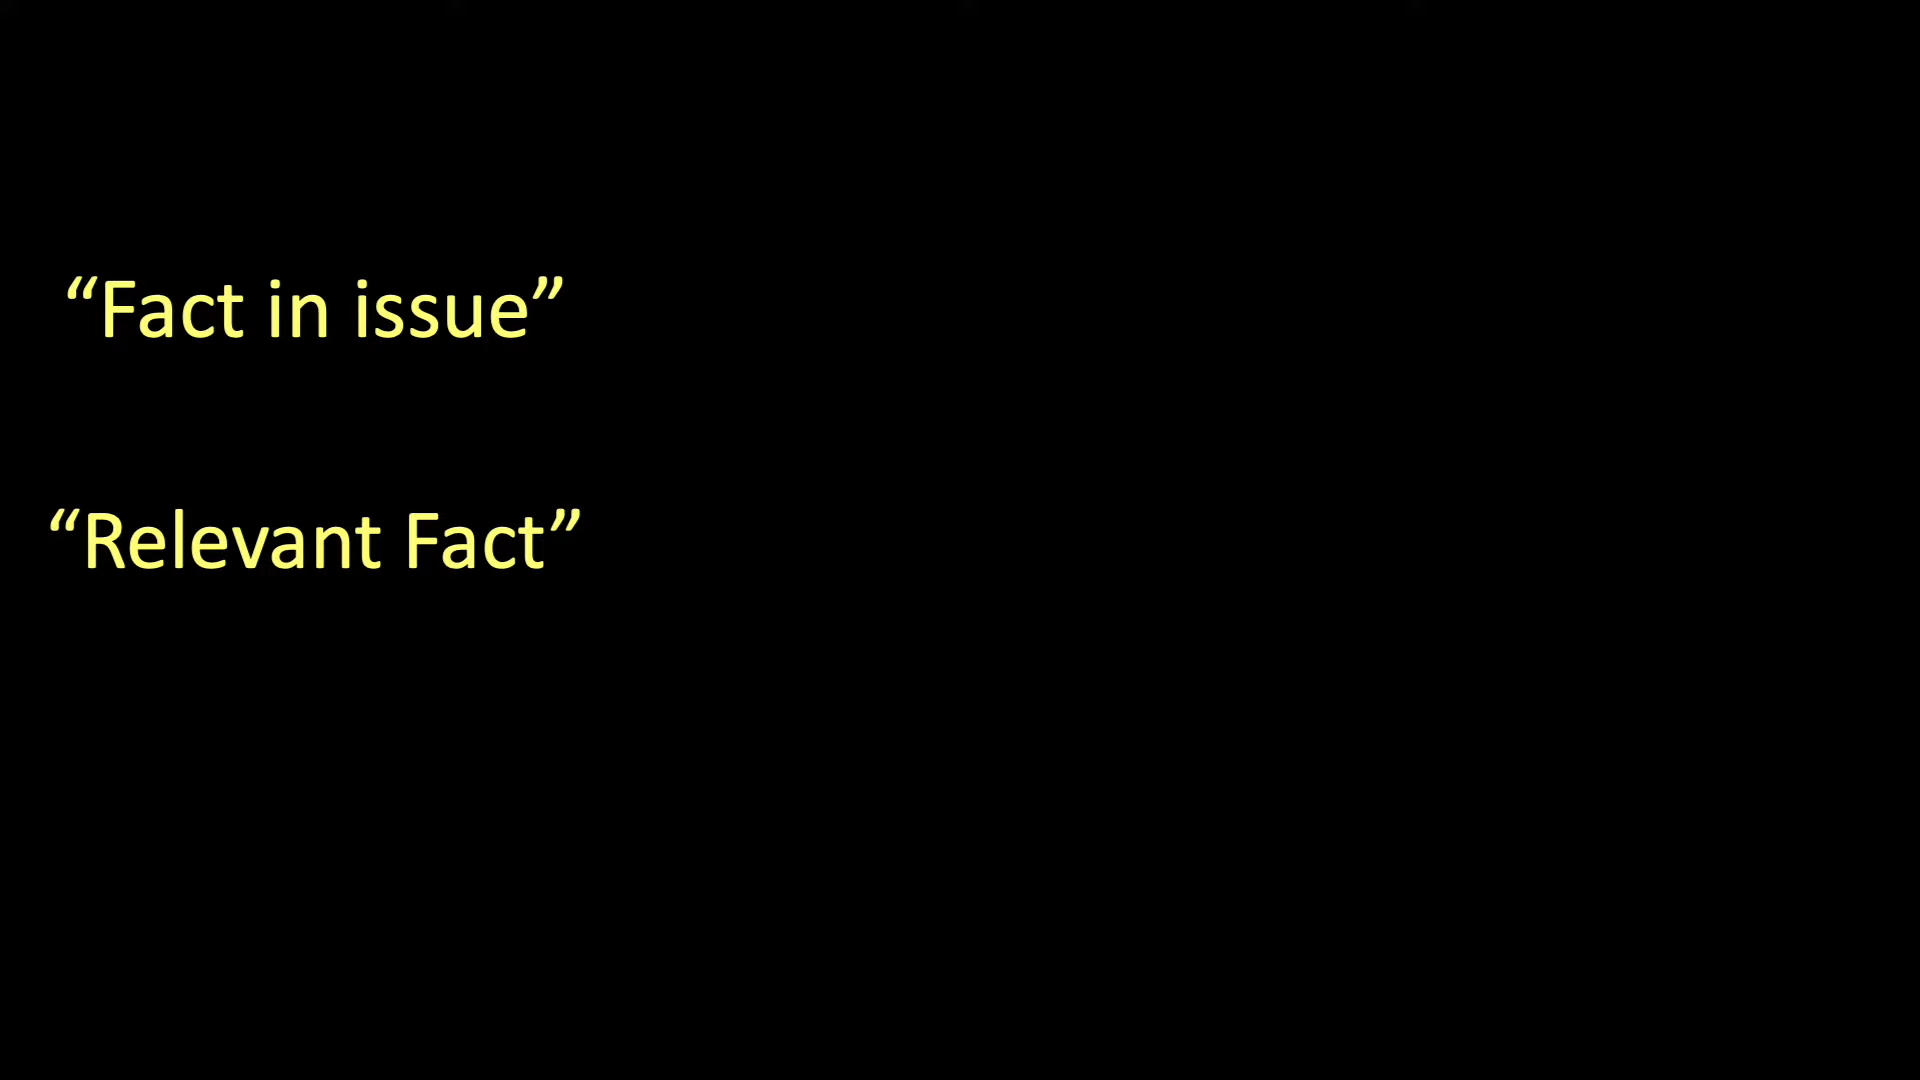 “Fact in issue”
“Relevant Fact”